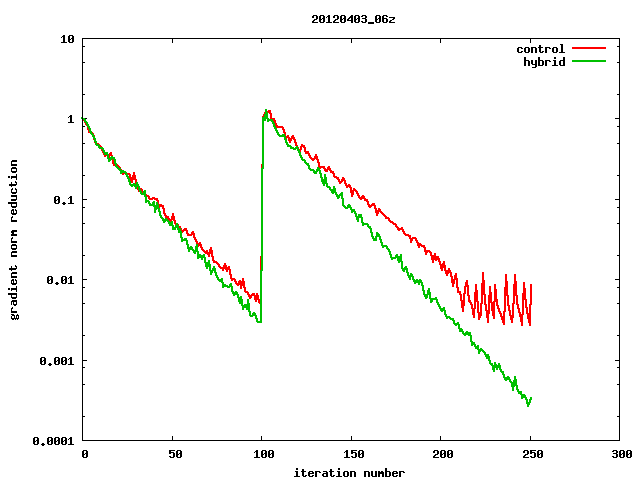 20120403_06z
control
hybrid
10
1
0.1
0.01
0.001
0.0001
gradient norm reduction
0 50 100 150 200 250 300
iteration number